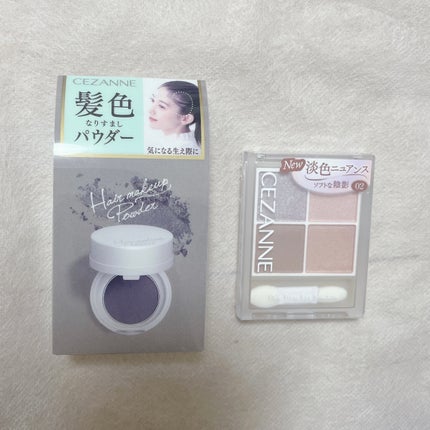 CEZANNE
髪色
なりすまし
パウダー
気になる生え際に
Hair makeup
Powder
New 淡色ニュアンス
ソフトな陰影 02
CEZANNE